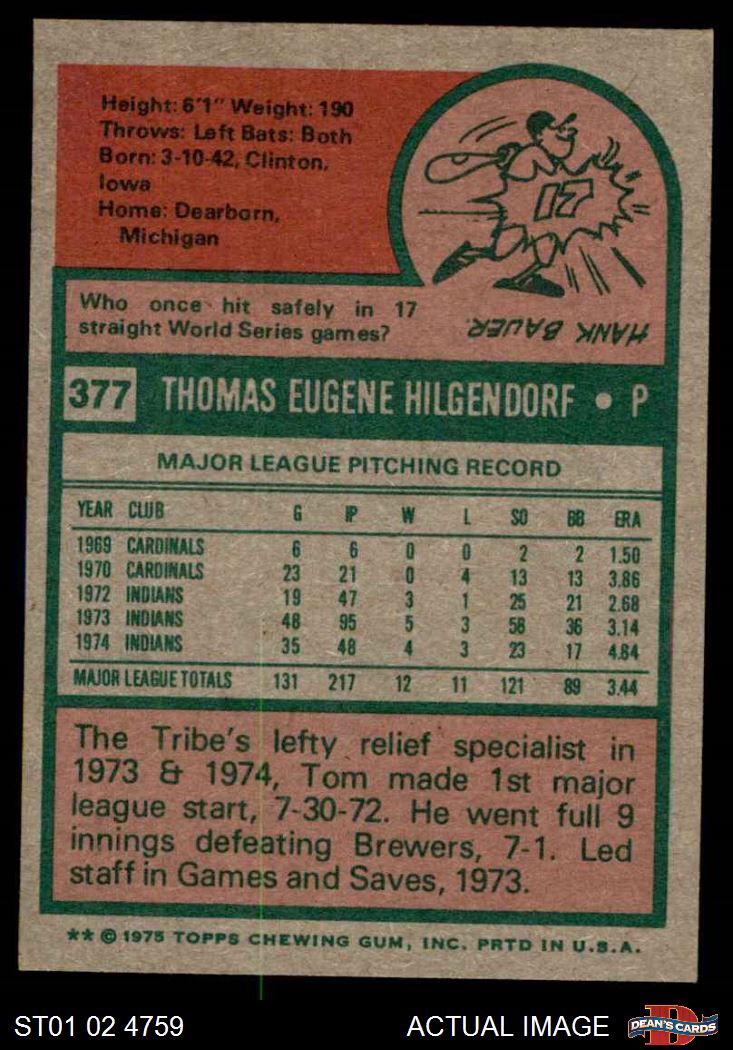 Height: 6'1" Weight: 190
Throws: Left Bats: Both
Born: 3-10-42, Clinton,
Iowa
Home: Dearborn,
Michigan
17
Who once hit safely in 17
straight World Series games?
HANK BAUER.
377 THOMAS EUGENE HILGENDORF • P
MAJOR LEAGUE PITCHING RECORD
YEAR CLUB G IP W L SO BB ERA
1969 CARDINALS 6 6 0 0 2 2 1.50
1970 CARDINALS 23 21 0 4 13 13 3.86
1972 INDIANS 19 47 3 1 25 21 2.68
1973 INDIANS 48 95 5 3 58 36 3.14
1974 INDIANS 35 48 4 3 23 17 4.84
MAJOR LEAGUE TOTALS 131 217 12 11 121 89 3.44
The Tribe's lefty relief specialist in
1973 & 1974, Tom made 1st major
league start, 7-30-72. He went full 9
innings defeating Brewers, 7-1. Led
staff in Games and Saves, 1973.
** © 1975 TOPPS CHEWING GUM, INC. PRTD IN U.S.A.
ST01 02 4759 ACTUAL IMAGE DEAN'S CARDS